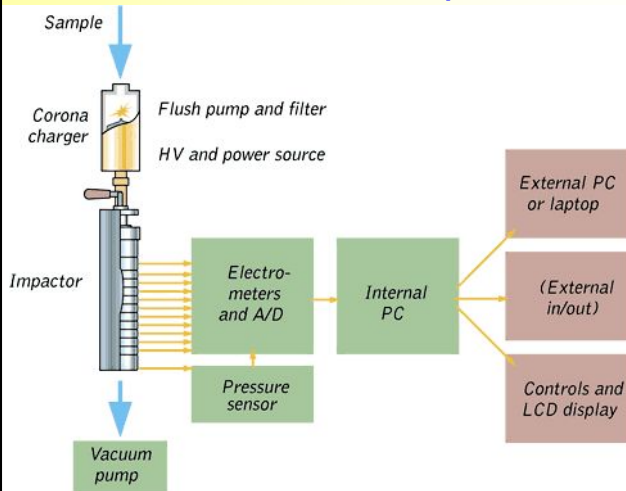 Sample
Corona
charger
Flush pump and filter
HV and power source
Impactor
Electro-
meters
and A/D
Internal
PC
External PC
or laptop
(External
in/out)
Controls and
LCD display
Pressure
sensor
Vacuum
pump